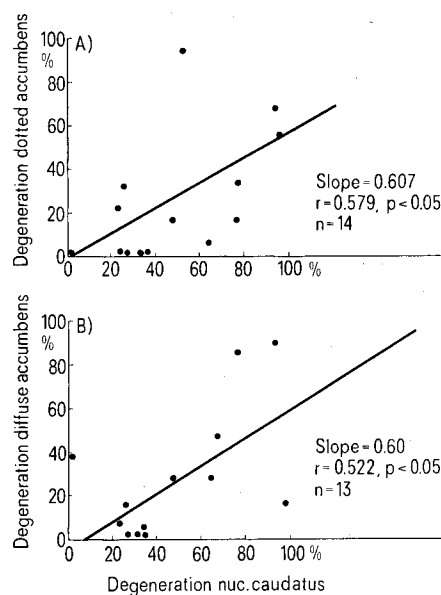 A)
100
%
80
60
40
20
0
Degeneration dotted accumbens
Slope = 0.607
r = 0.579, p < 0.05
n = 14
0 20 40 60 80 100 %
B)
100
%
80
60
40
20
0
Degeneration diffuse accumbens
Slope = 0.60
r = 0.522, p < 0.05
n = 13
0 20 40 60 80 100 %
Degeneration nuc.caudatus